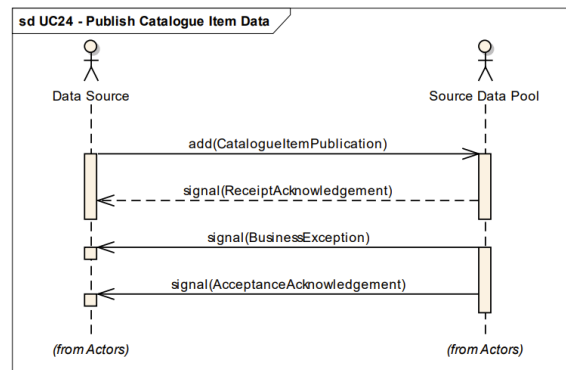 sd UC24 - Publish Catalogue Item Data
Data Source
Source Data Pool
add(CatalogueItemPublication)
signal(ReceiptAcknowledgement)
signal(BusinessException)
signal(AcceptanceAcknowledgement)
(from Actors)
(from Actors)